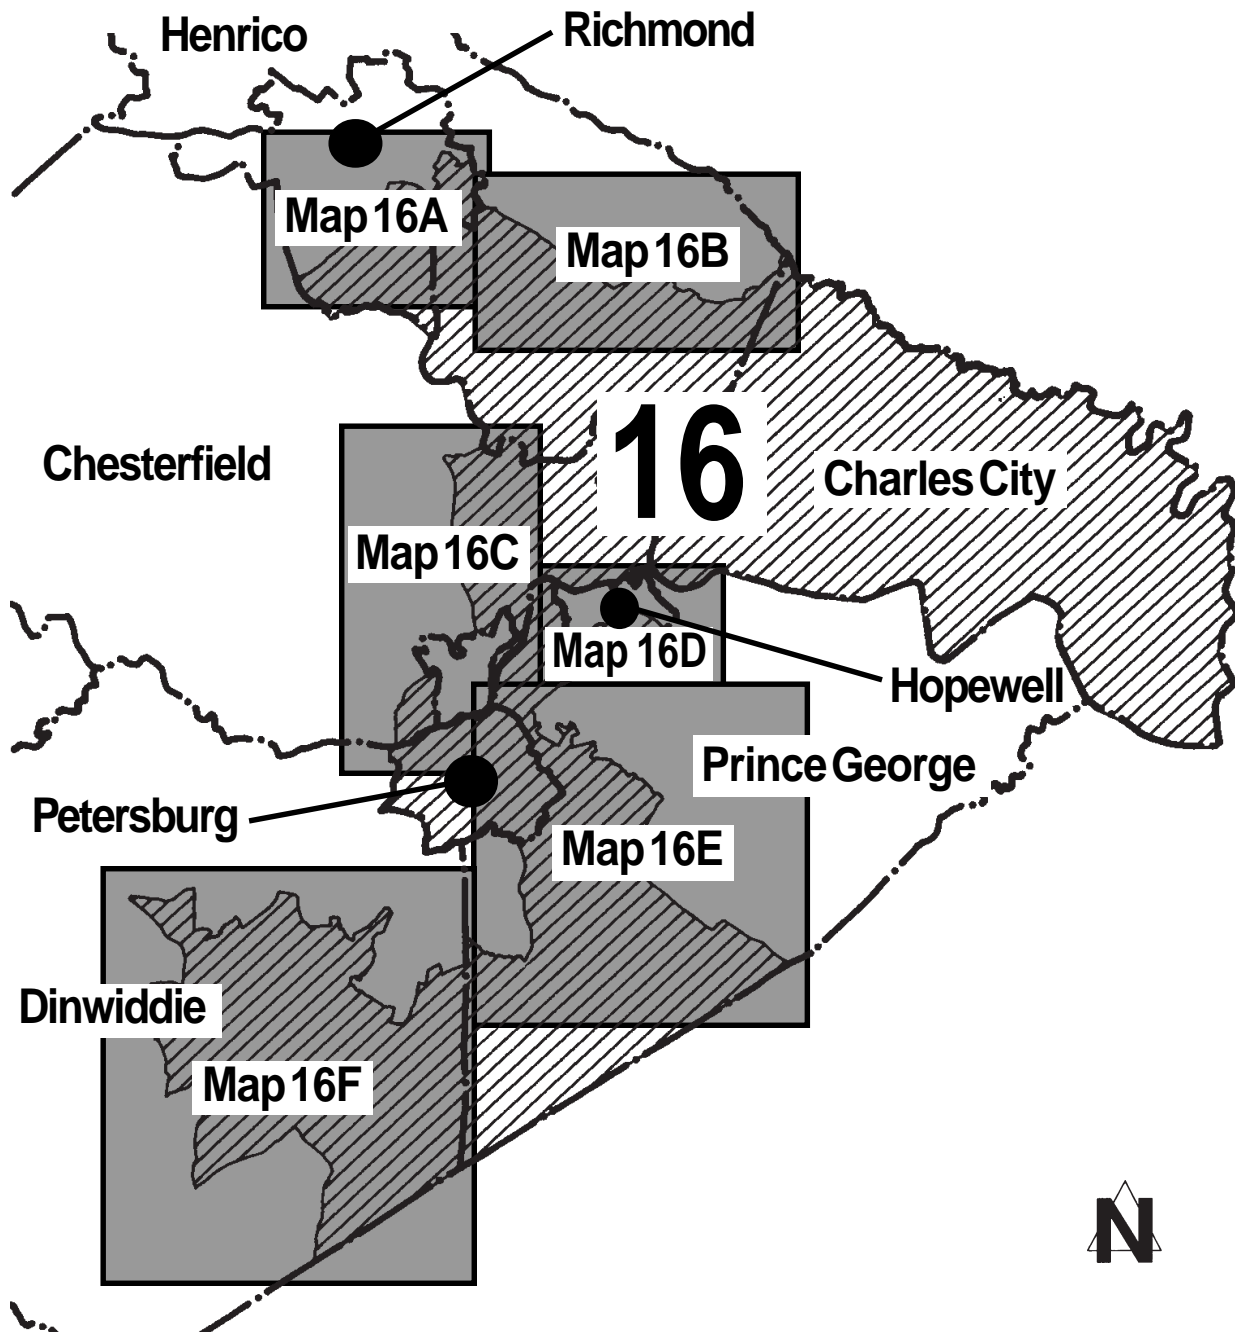 Henrico
Richmond
Map 16A
Map 16B
16
Chesterfield
Charles City
Map 16C
Map 16D
Hopewell
Prince George
Petersburg
Map 16E
Dinwiddie
Map 16F
N